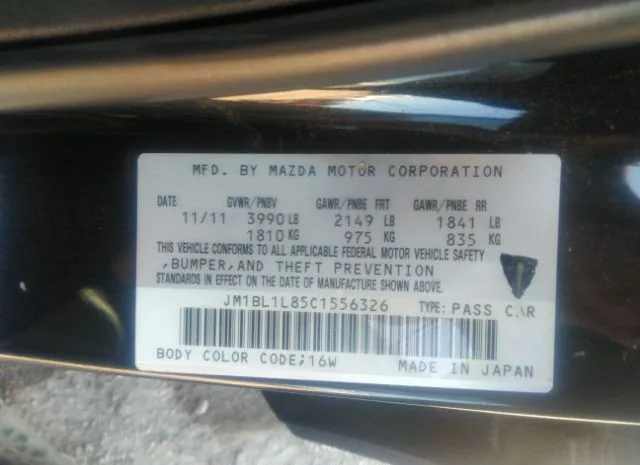 MFD. BY MAZDA MOTOR CORPORATION
DATE GVWR/PNBV GAWR/PNBE FRT GAWR/PNBE RR
11/11 3990 LB 2149 LB 1841 LB
1810 KG 975 KG 835 KG
THIS VEHICLE CONFORMS TO ALL APPLICABLE FEDERAL MOTOR VEHICLE SAFETY
,BUMPER,AND THEFT PREVENTION
STANDARDS IN EFFECT ON THE DATE OF MANUFACTURE SHOWN ABOVE.
JM1BL1L85C1556326 TYPE: PASS CAR
BODY COLOR CODE;16W MADE IN JAPAN